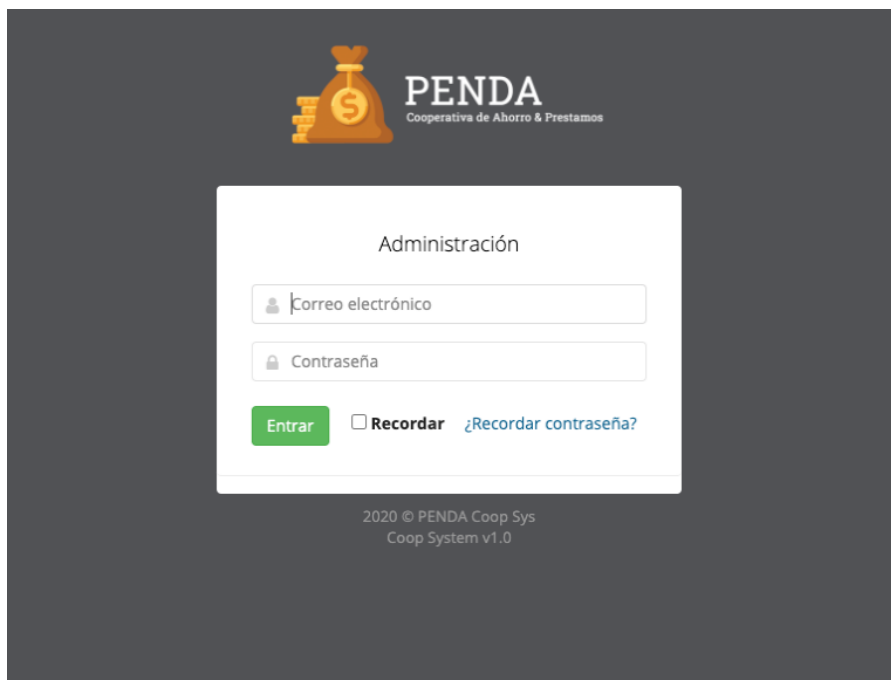 PENDA
Cooperativa de Ahorro & Prestamos
Administración
Correo electrónico
Contraseña
Entrar Recordar ¿Recordar contraseña?
2020 © PENDA Coop Sys
Coop System v1.0